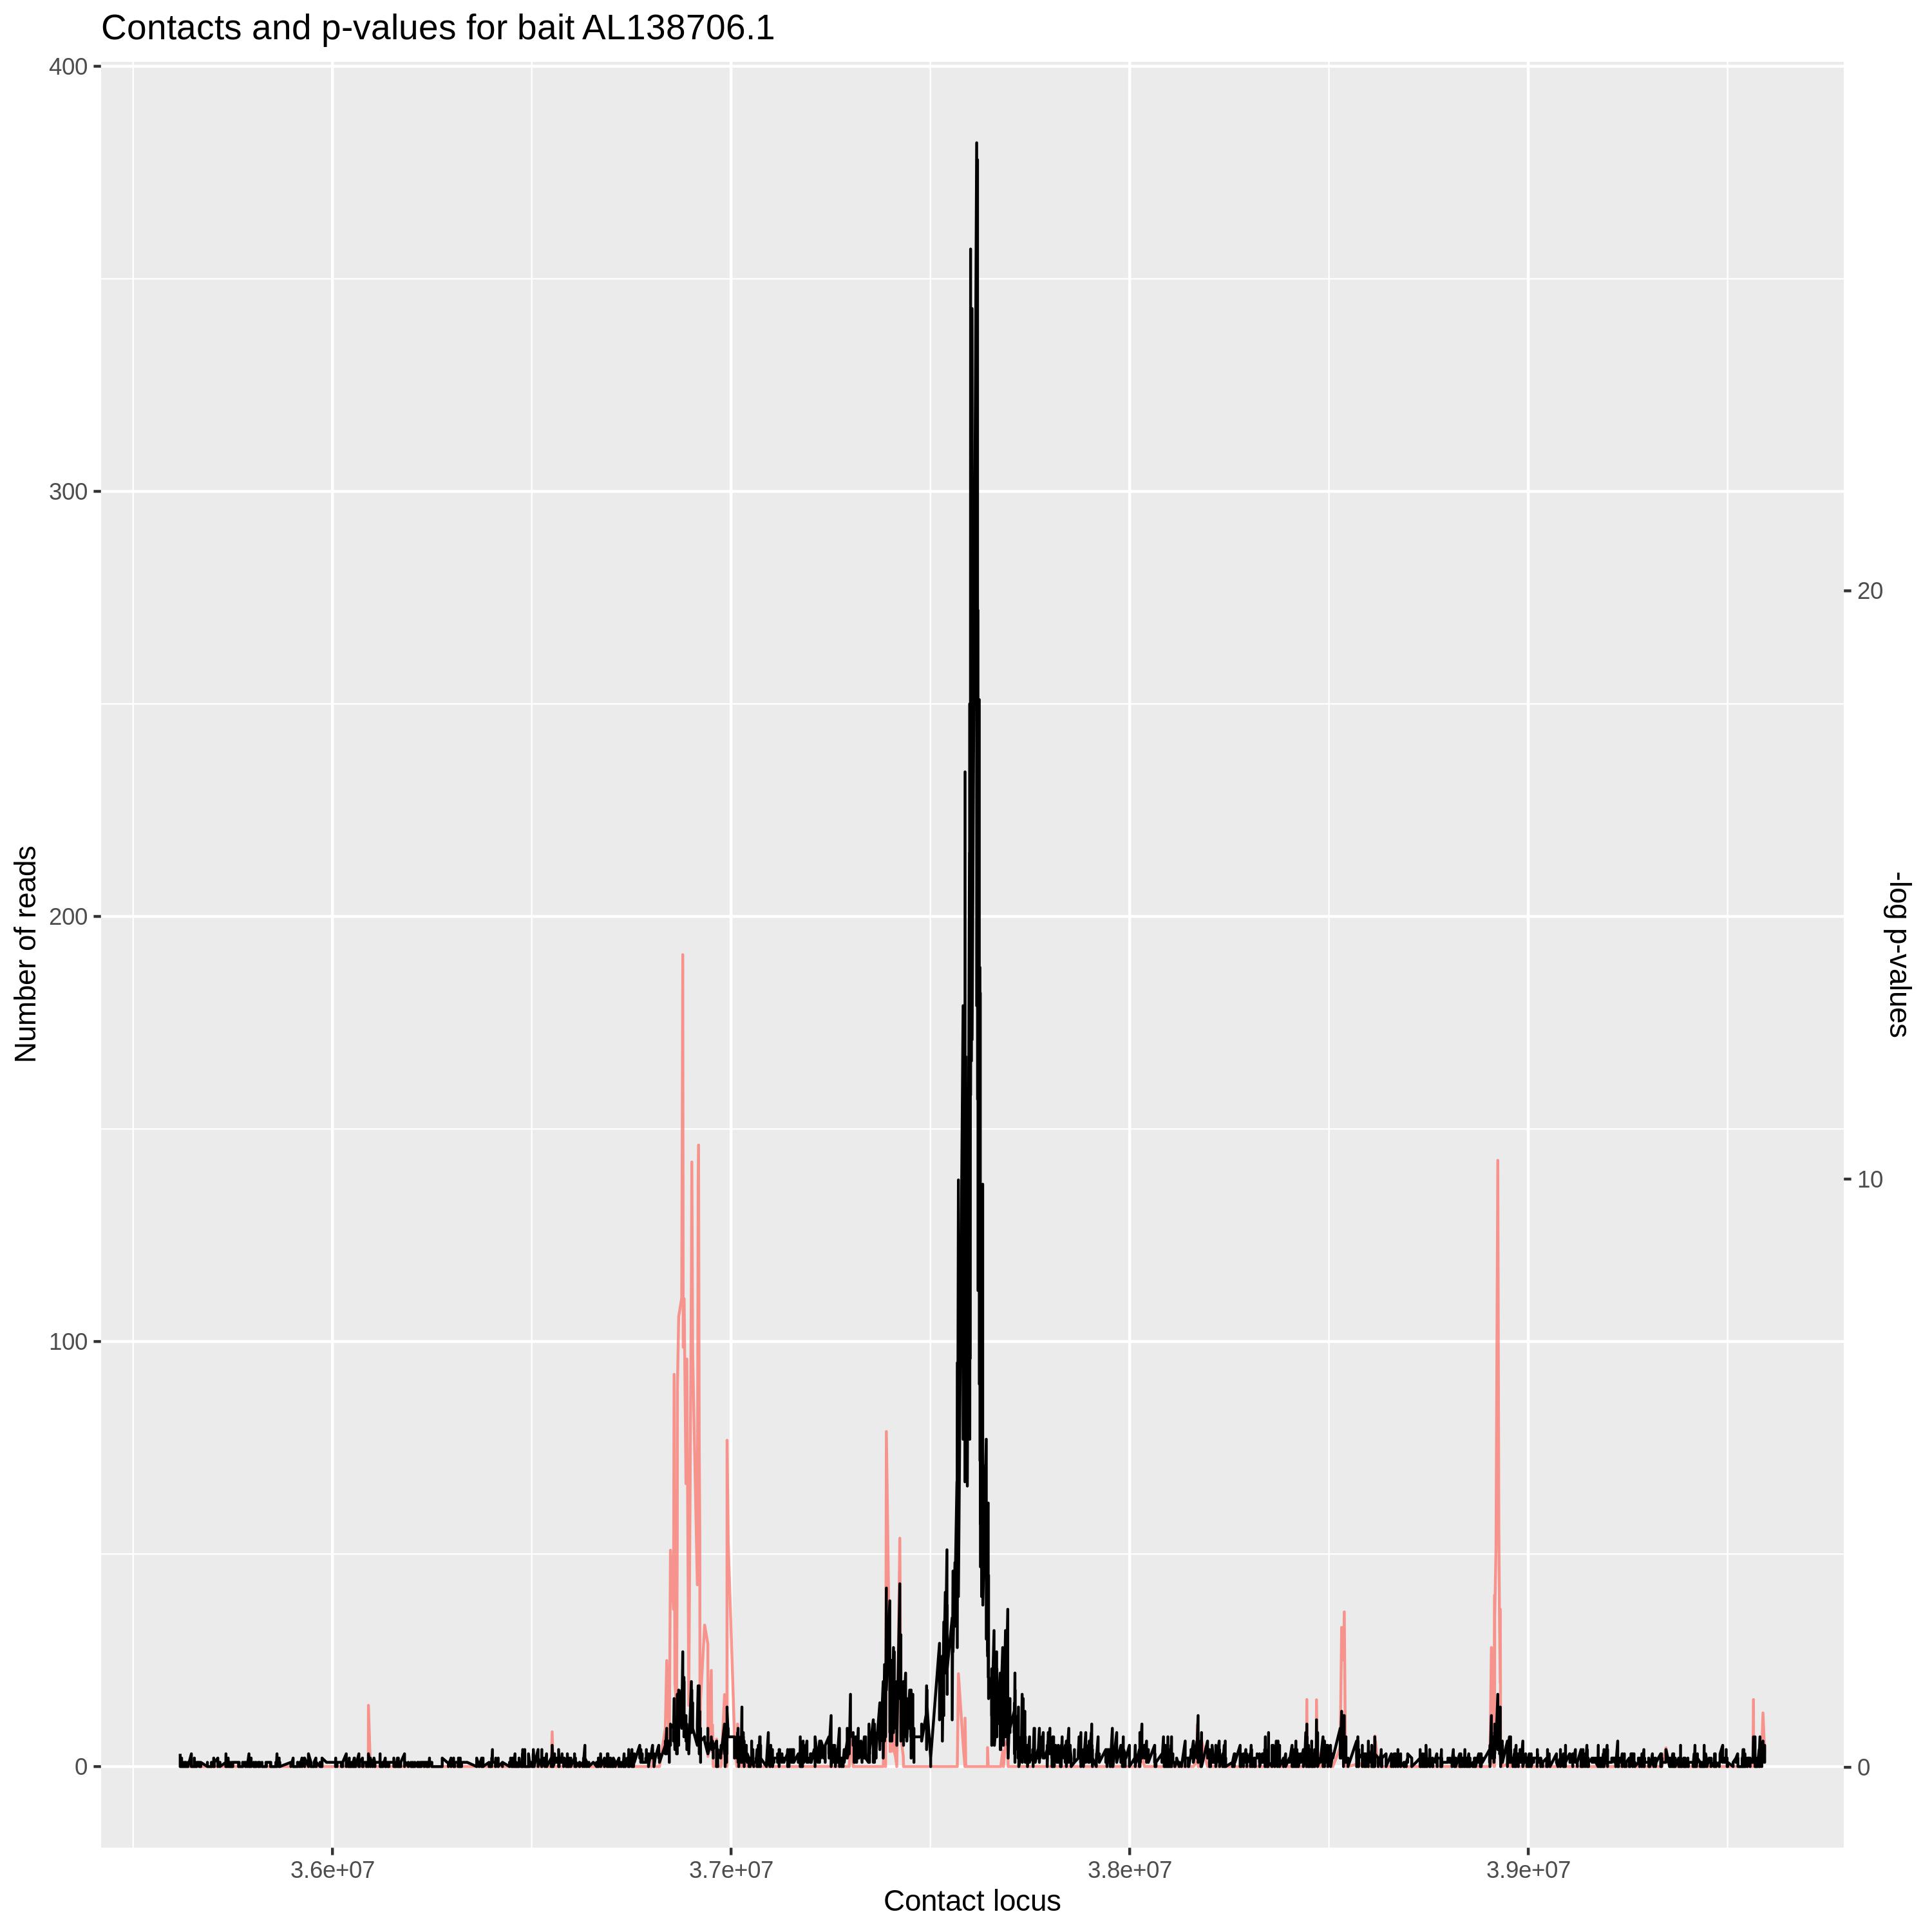 Contacts and p-values for bait AL138706.1
400
300
200
100
0
Number of reads
20
10
0
-log p-values
3.6e+07
3.7e+07
3.8e+07
3.9e+07
Contact locus